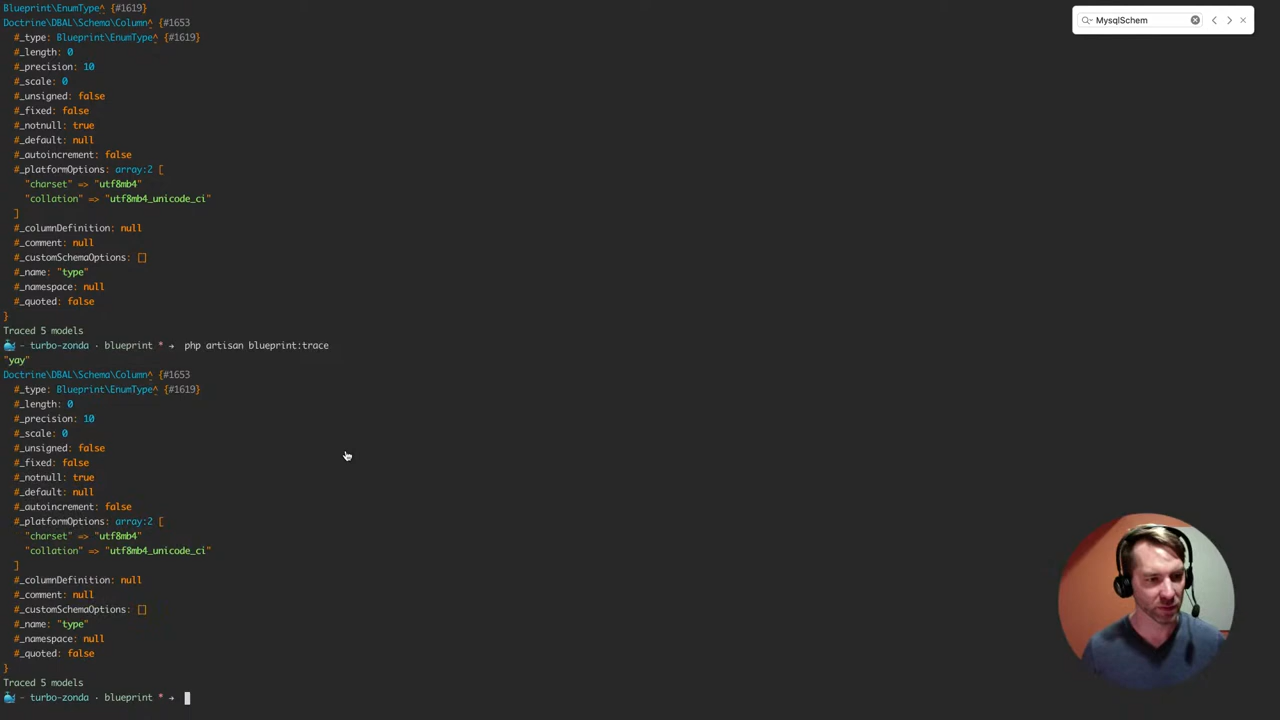 Blueprint\EnumType^ {#1619}
Doctrine\DBAL\Schema\Column^ {#1653
#_type: Blueprint\EnumType^ {#1619}
#_length: 0
#_precision: 10
#_scale: 0
#_unsigned: false
#_fixed: false
#_notnull: true
#_default: null
#_autoincrement: false
#_platformOptions: array:2 [
"charset" => "utf8mb4"
"collation" => "utf8mb4_unicode_ci"
]
#_columnDefinition: null
#_comment: null
#_customSchemaOptions: []
#_name: "type"
#_namespace: null
#_quoted: false
}
Traced 5 models
🐳 - turbo-zonda · blueprint * → php artisan blueprint:trace
"yay"
Doctrine\DBAL\Schema\Column^ {#1653
#_type: Blueprint\EnumType^ {#1619}
#_length: 0
#_precision: 10
#_scale: 0
#_unsigned: false
#_fixed: false
#_notnull: true
#_default: null
#_autoincrement: false
#_platformOptions: array:2 [
"charset" => "utf8mb4"
"collation" => "utf8mb4_unicode_ci"
]
#_columnDefinition: null
#_comment: null
#_customSchemaOptions: []
#_name: "type"
#_namespace: null
#_quoted: false
}
Traced 5 models
🐳 - turbo-zonda · blueprint * →
MysqlSchem